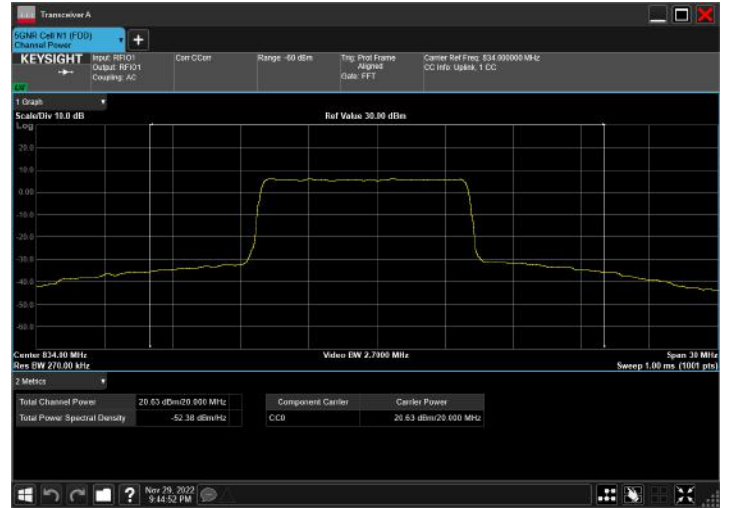 Transceiver A
5GNR Cell N1 (FDD)
Channel Power
KEYSIGHT
Input: RFIO1
Output: RFIO1
Coupling: AC
Corr CCorr
Range -60 dBm
Trig: Prot Frame
Aligned
Gate: FFT
Carrier Ref Freq: 834.000000 MHz
CC Info: Uplink, 1 CC
1 Graph
Scale/Div 10.0 dB
Ref Value 30.00 dBm
Log
20.0
10.0
0.00
-10.0
-20.0
-30.0
-40.0
-50.0
-60.0
Center 834.00 MHz
Video BW 2.7000 MHz
Span 30 MHz
Res BW 270.00 kHz
Sweep 1.00 ms (1001 pts)
2 Metrics
Total Channel Power 20.63 dBm/20.000 MHz
Total Power Spectral Density -52.38 dBm/Hz
Component Carrier Carrier Power
CC0 20.63 dBm/20.000 MHz
Nov 29, 2022
9:44:52 PM